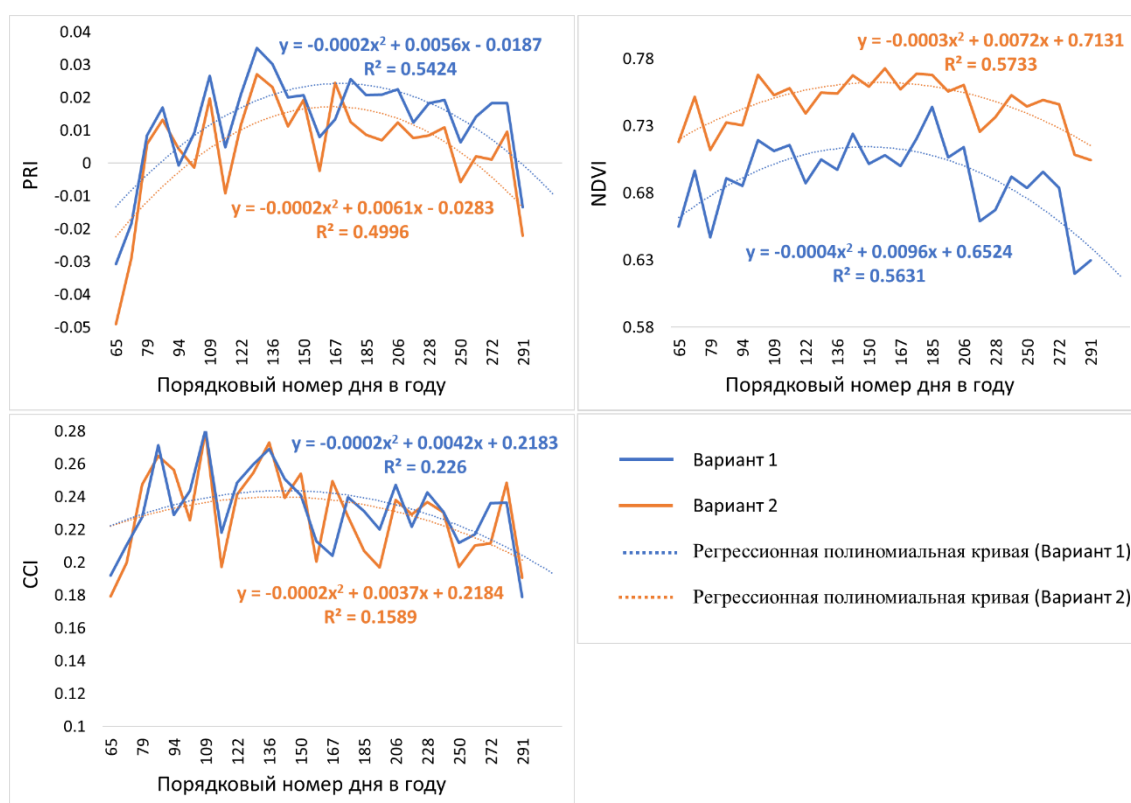 0.04
0.03
0.02
0.01
0
-0.01
-0.02
-0.03
-0.04
-0.05
PRI
y = -0.0002x² + 0.0056x - 0.0187
R² = 0.5424
y = -0.0002x² + 0.0061x - 0.0283
R² = 0.4996
65 79 94 109 122 136 150 167 185 206 228 250 272 291
Порядковый номер дня в году
0.78
0.73
0.68
0.63
0.58
NDVI
y = -0.0003x² + 0.0072x + 0.7131
R² = 0.5733
y = -0.0004x² + 0.0096x + 0.6524
R² = 0.5631
65 79 94 109 122 136 150 167 185 206 228 250 272 291
Порядковый номер дня в году
0.28
0.26
0.24
0.22
0.2
0.18
0.16
0.14
0.12
0.1
CCI
y = -0.0002x² + 0.0042x + 0.2183
R² = 0.226
y = -0.0002x² + 0.0037x + 0.2184
R² = 0.1589
65 79 94 109 122 136 150 167 185 206 228 250 272 291
Порядковый номер дня в году
Вариант 1
Вариант 2
Регрессионная полиномиальная кривая (Вариант 1)
Регрессионная полиномиальная кривая (Вариант 2)